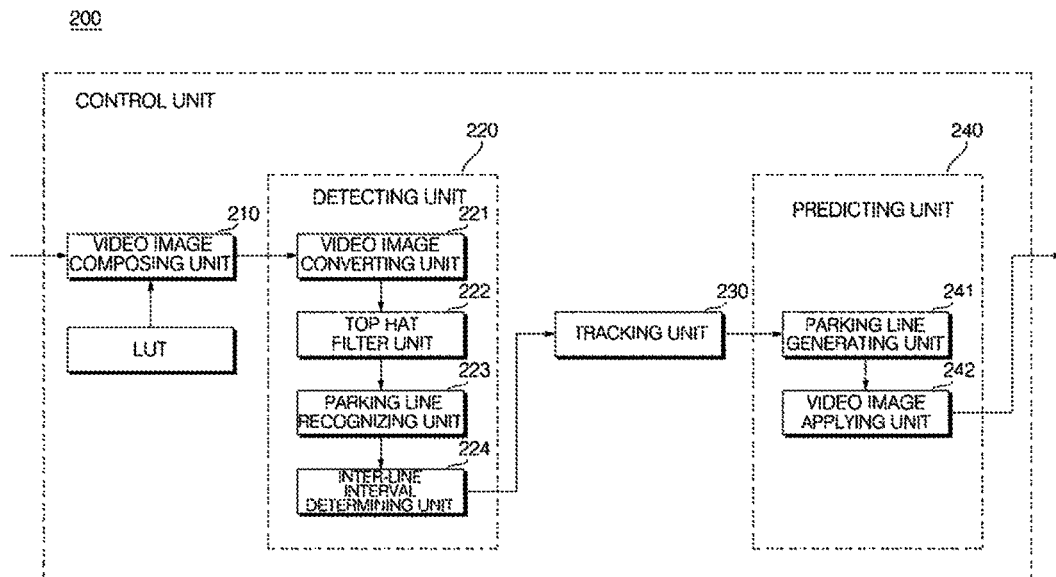 200
CONTROL UNIT
220
240
DETECTING UNIT
PREDICTING UNIT
210
VIDEO IMAGE
COMPOSING UNIT
221
VIDEO IMAGE
CONVERTING UNIT
LUT
222
TOP HAT
FILTER UNIT
230
TRACKING UNIT
241
PARKING LINE
GENERATING UNIT
223
PARKING LINE
RECOGNIZING UNIT
242
VIDEO IMAGE
APPLYING UNIT
224
INTER-LINE
INTERVAL
DETERMINING UNIT